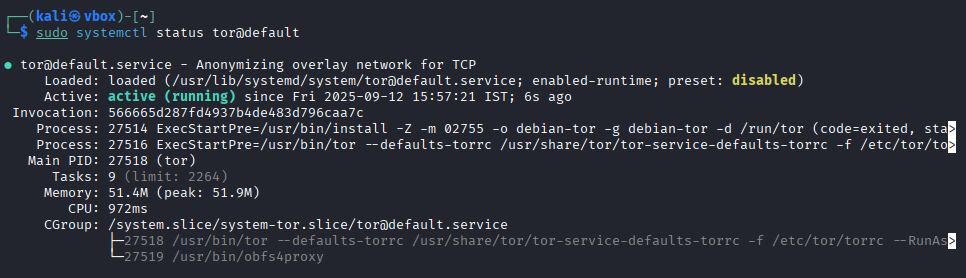 ┌──(kali㉿vbox)-[~]
└─$ sudo systemctl status tor@default
● tor@default.service - Anonymizing overlay network for TCP
Loaded: loaded (/usr/lib/systemd/system/tor@default.service; enabled-runtime; preset: disabled)
Active: active (running) since Fri 2025-09-12 15:57:21 IST; 6s ago
Invocation: 566665d287fd4937b4de483d796caa7c
Process: 27514 ExecStartPre=/usr/bin/install -Z -m 02755 -o debian-tor -g debian-tor -d /run/tor (code=exited, sta>
Process: 27516 ExecStartPre=/usr/bin/tor --defaults-torrc /usr/share/tor/tor-service-defaults-torrc -f /etc/tor/to>
Main PID: 27518 (tor)
Tasks: 9 (limit: 2264)
Memory: 51.4M (peak: 51.9M)
CPU: 972ms
CGroup: /system.slice/system-tor.slice/tor@default.service
├─27518 /usr/bin/tor --defaults-torrc /usr/share/tor/tor-service-defaults-torrc -f /etc/tor/torrc --RunAs>
└─27519 /usr/bin/obfs4proxy